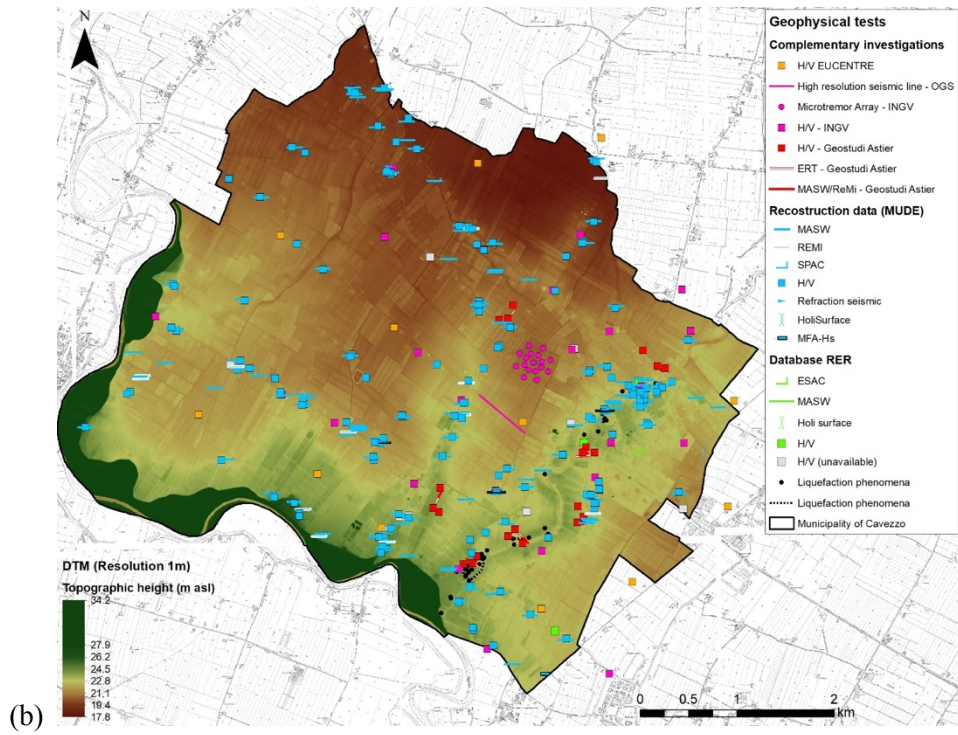 N
Geophysical tests
Complementary investigations
H/V EUCENTRE
High resolution seismic line - OGS
Microtremor Array - INGV
H/V - INGV
H/V - Geostudi Astier
ERT - Geostudi Astier
MASW/ReMi - Geostudi Astier
Recostruction data (MUDE)
MASW
REMI
SPAC
H/V
Refraction seismic
HoliSurface
MFA-Hs
Database RER
ESAC
MASW
Holi surface
H/V
H/V (unavailable)
Liquefaction phenomena
Liquefaction phenomena
Municipality of Cavezzo
DTM (Resolution 1m)
Topographic height (m asl)
34.2
27.9
26.2
24.5
22.8
21.1
19.4
17.8
0 0.5 1 2
km
(b)